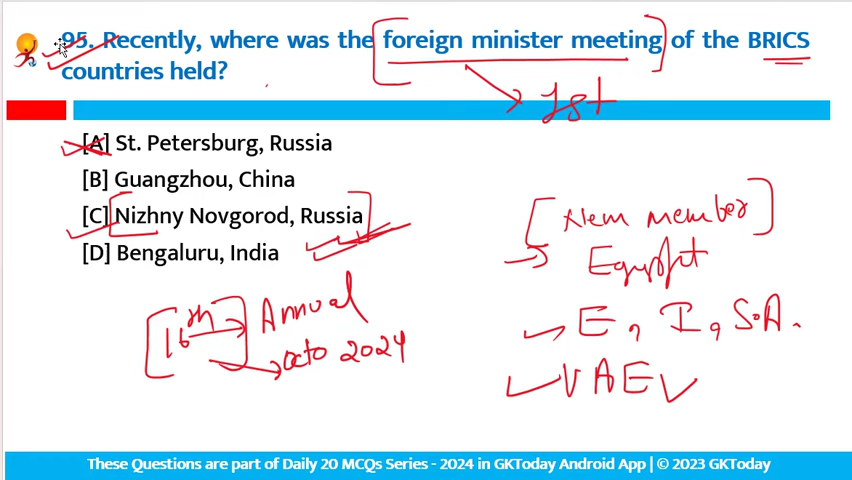 95. Recently, where was the foreign minister meeting of the BRICS
countries held?
1st
[A] St. Petersburg, Russia
[B] Guangzhou, China
[C] Nizhny Novgorod, Russia
[D] Bengaluru, India
[New member]
Egypt
E, I, S.A.
UAE
[16th] Annual
Octo 2024
These Questions are part of Daily 20 MCQs Series - 2024 in GKToday Android App | © 2023 GKToday